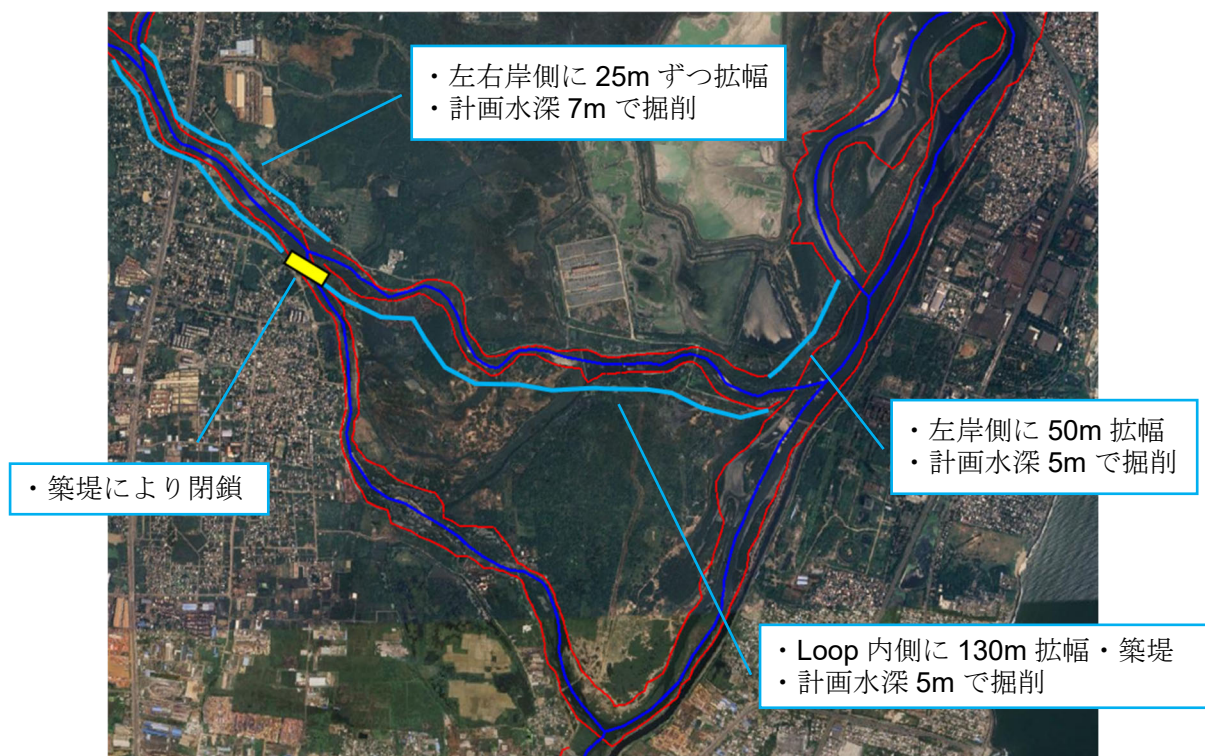 ・左右岸側に 25m ずつ拡幅
・計画水深 7m で掘削
・左岸側に 50m 拡幅
・計画水深 5m で掘削
・築堤により閉鎖
・Loop 内側に 130m 拡幅・築堤
・計画水深 5m で掘削